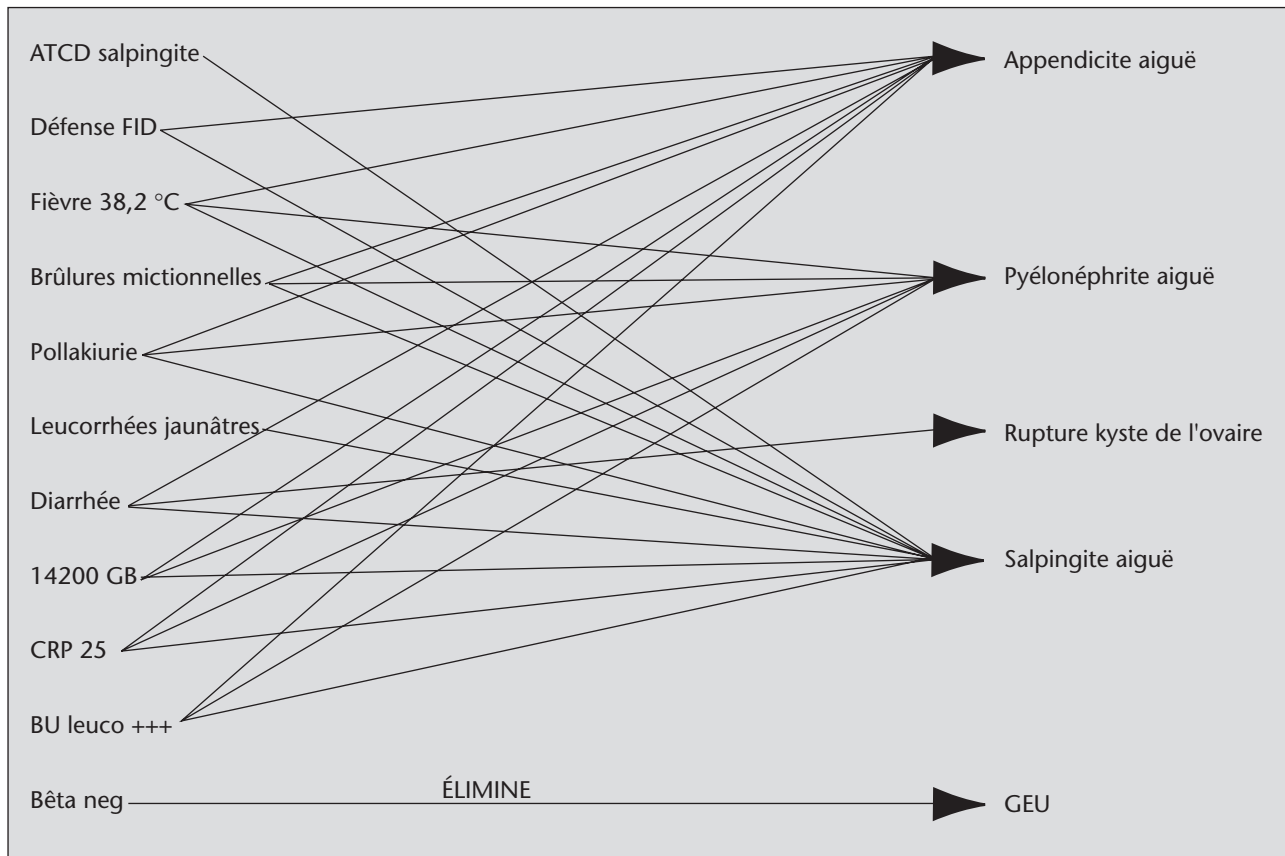 ATCD salpingite
Défense FID
Fièvre 38,2 °C
Brûlures mictionnelles
Pollakiurie
Leucorrhées jaunâtres
Diarrhée
14200 GB
CRP 25
BU leuco +++
Bêta neg
ÉLIMINE
Appendicite aiguë
Pyélonéphrite aiguë
Rupture kyste de l'ovaire
Salpingite aiguë
GEU